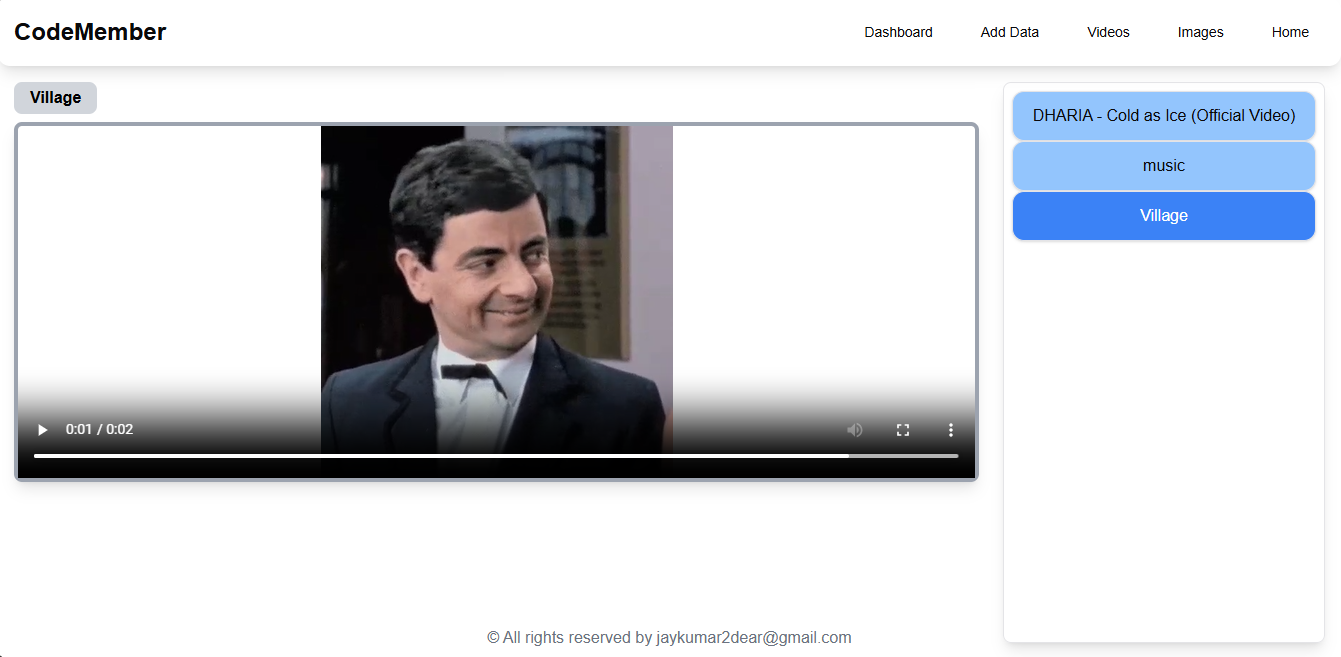 CodeMember
Dashboard
Add Data
Videos
Images
Home
Village
0:01 / 0:02
DHARIA - Cold as Ice (Official Video)
music
Village
© All rights reserved by jaykumar2dear@gmail.com